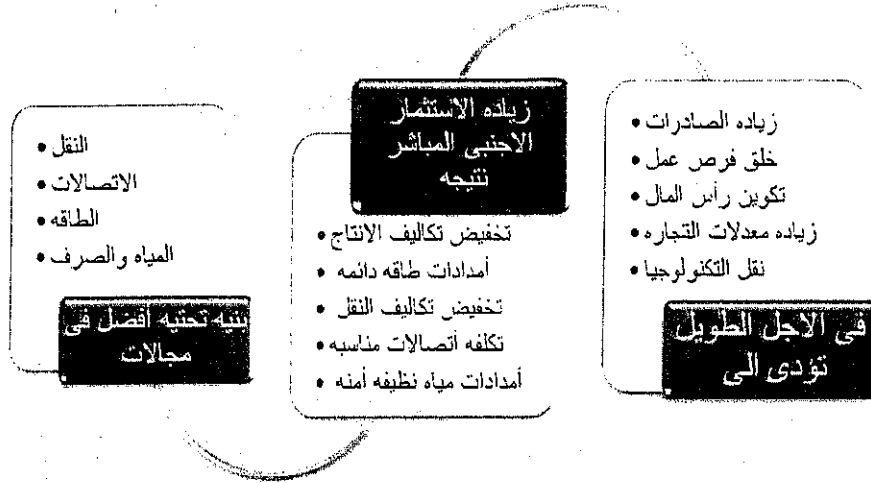 النقل
الاتصالات
الطاقه
المياه والصرف
بنيه تحتيه افضل فى
مجالات
زياده الاستثمار
الاجنبى المباشر
نتيجه
تخفيض تكاليف الانتاج
أمدادات طاقه دائمه
تخفيض تكاليف النقل
تكلفه أتصالات مناسبه
أمدادات مياه نظيفه أمنه
زياده الصادرات
خلق فرص عمل
تكوين رأس المال
زياده معدلات التجاره
نقل التكنولوجيا
فى الاجل الطويل
تؤدى الى